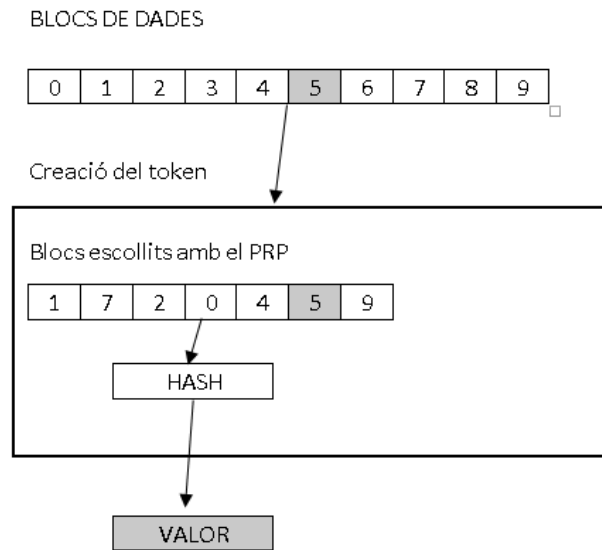 BLOCS DE DADES
0 1 2 3 4 5 6 7 8 9
Creació del token
Blocs escollits amb el PRP
1 7 2 0 4 5 9
HASH
VALOR